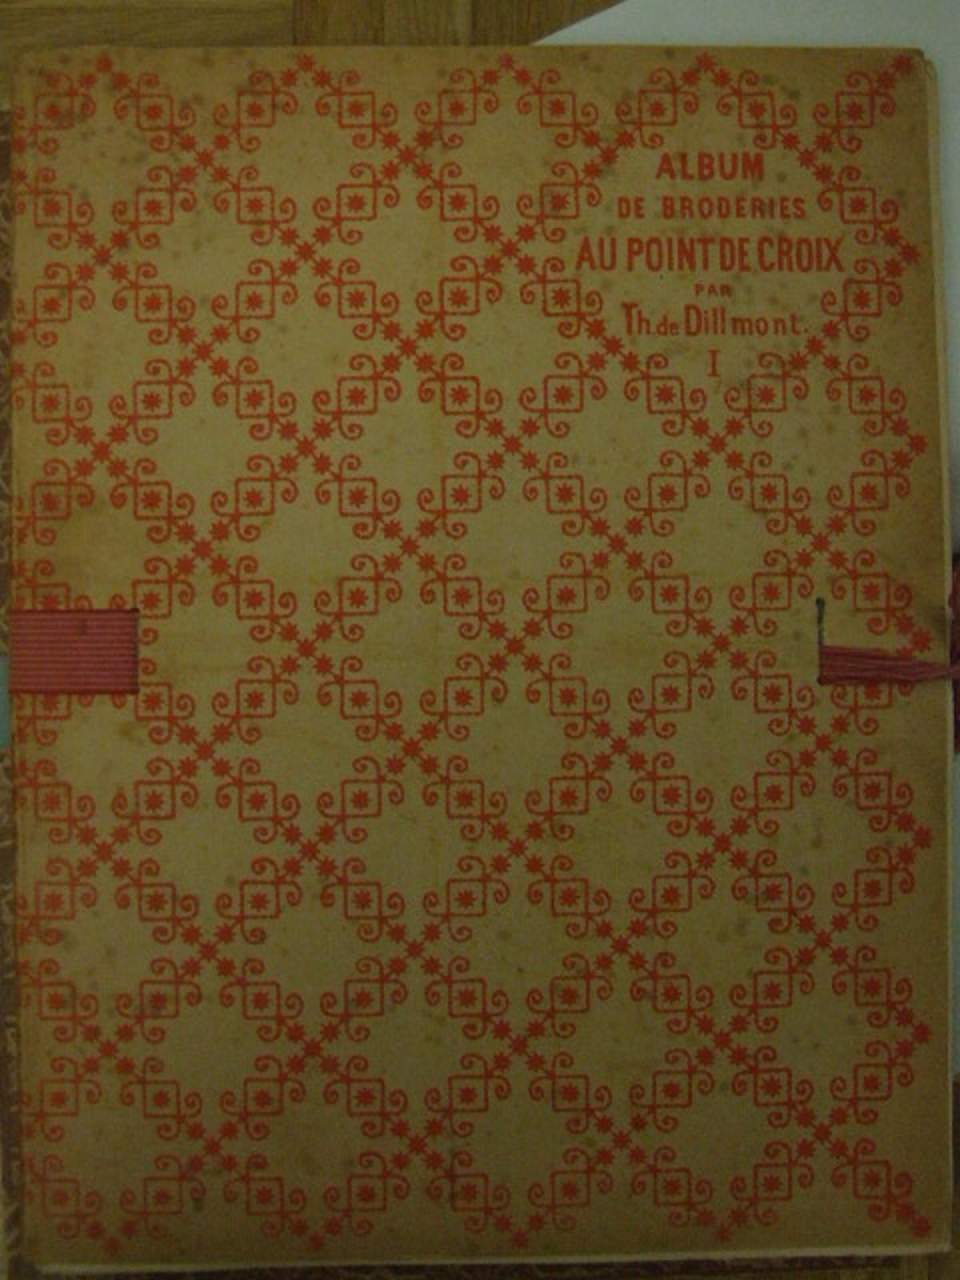 ALBUM
DE BRODERIES
AU POINT DE CROIX
PAR
Th. de Dillmont.
I